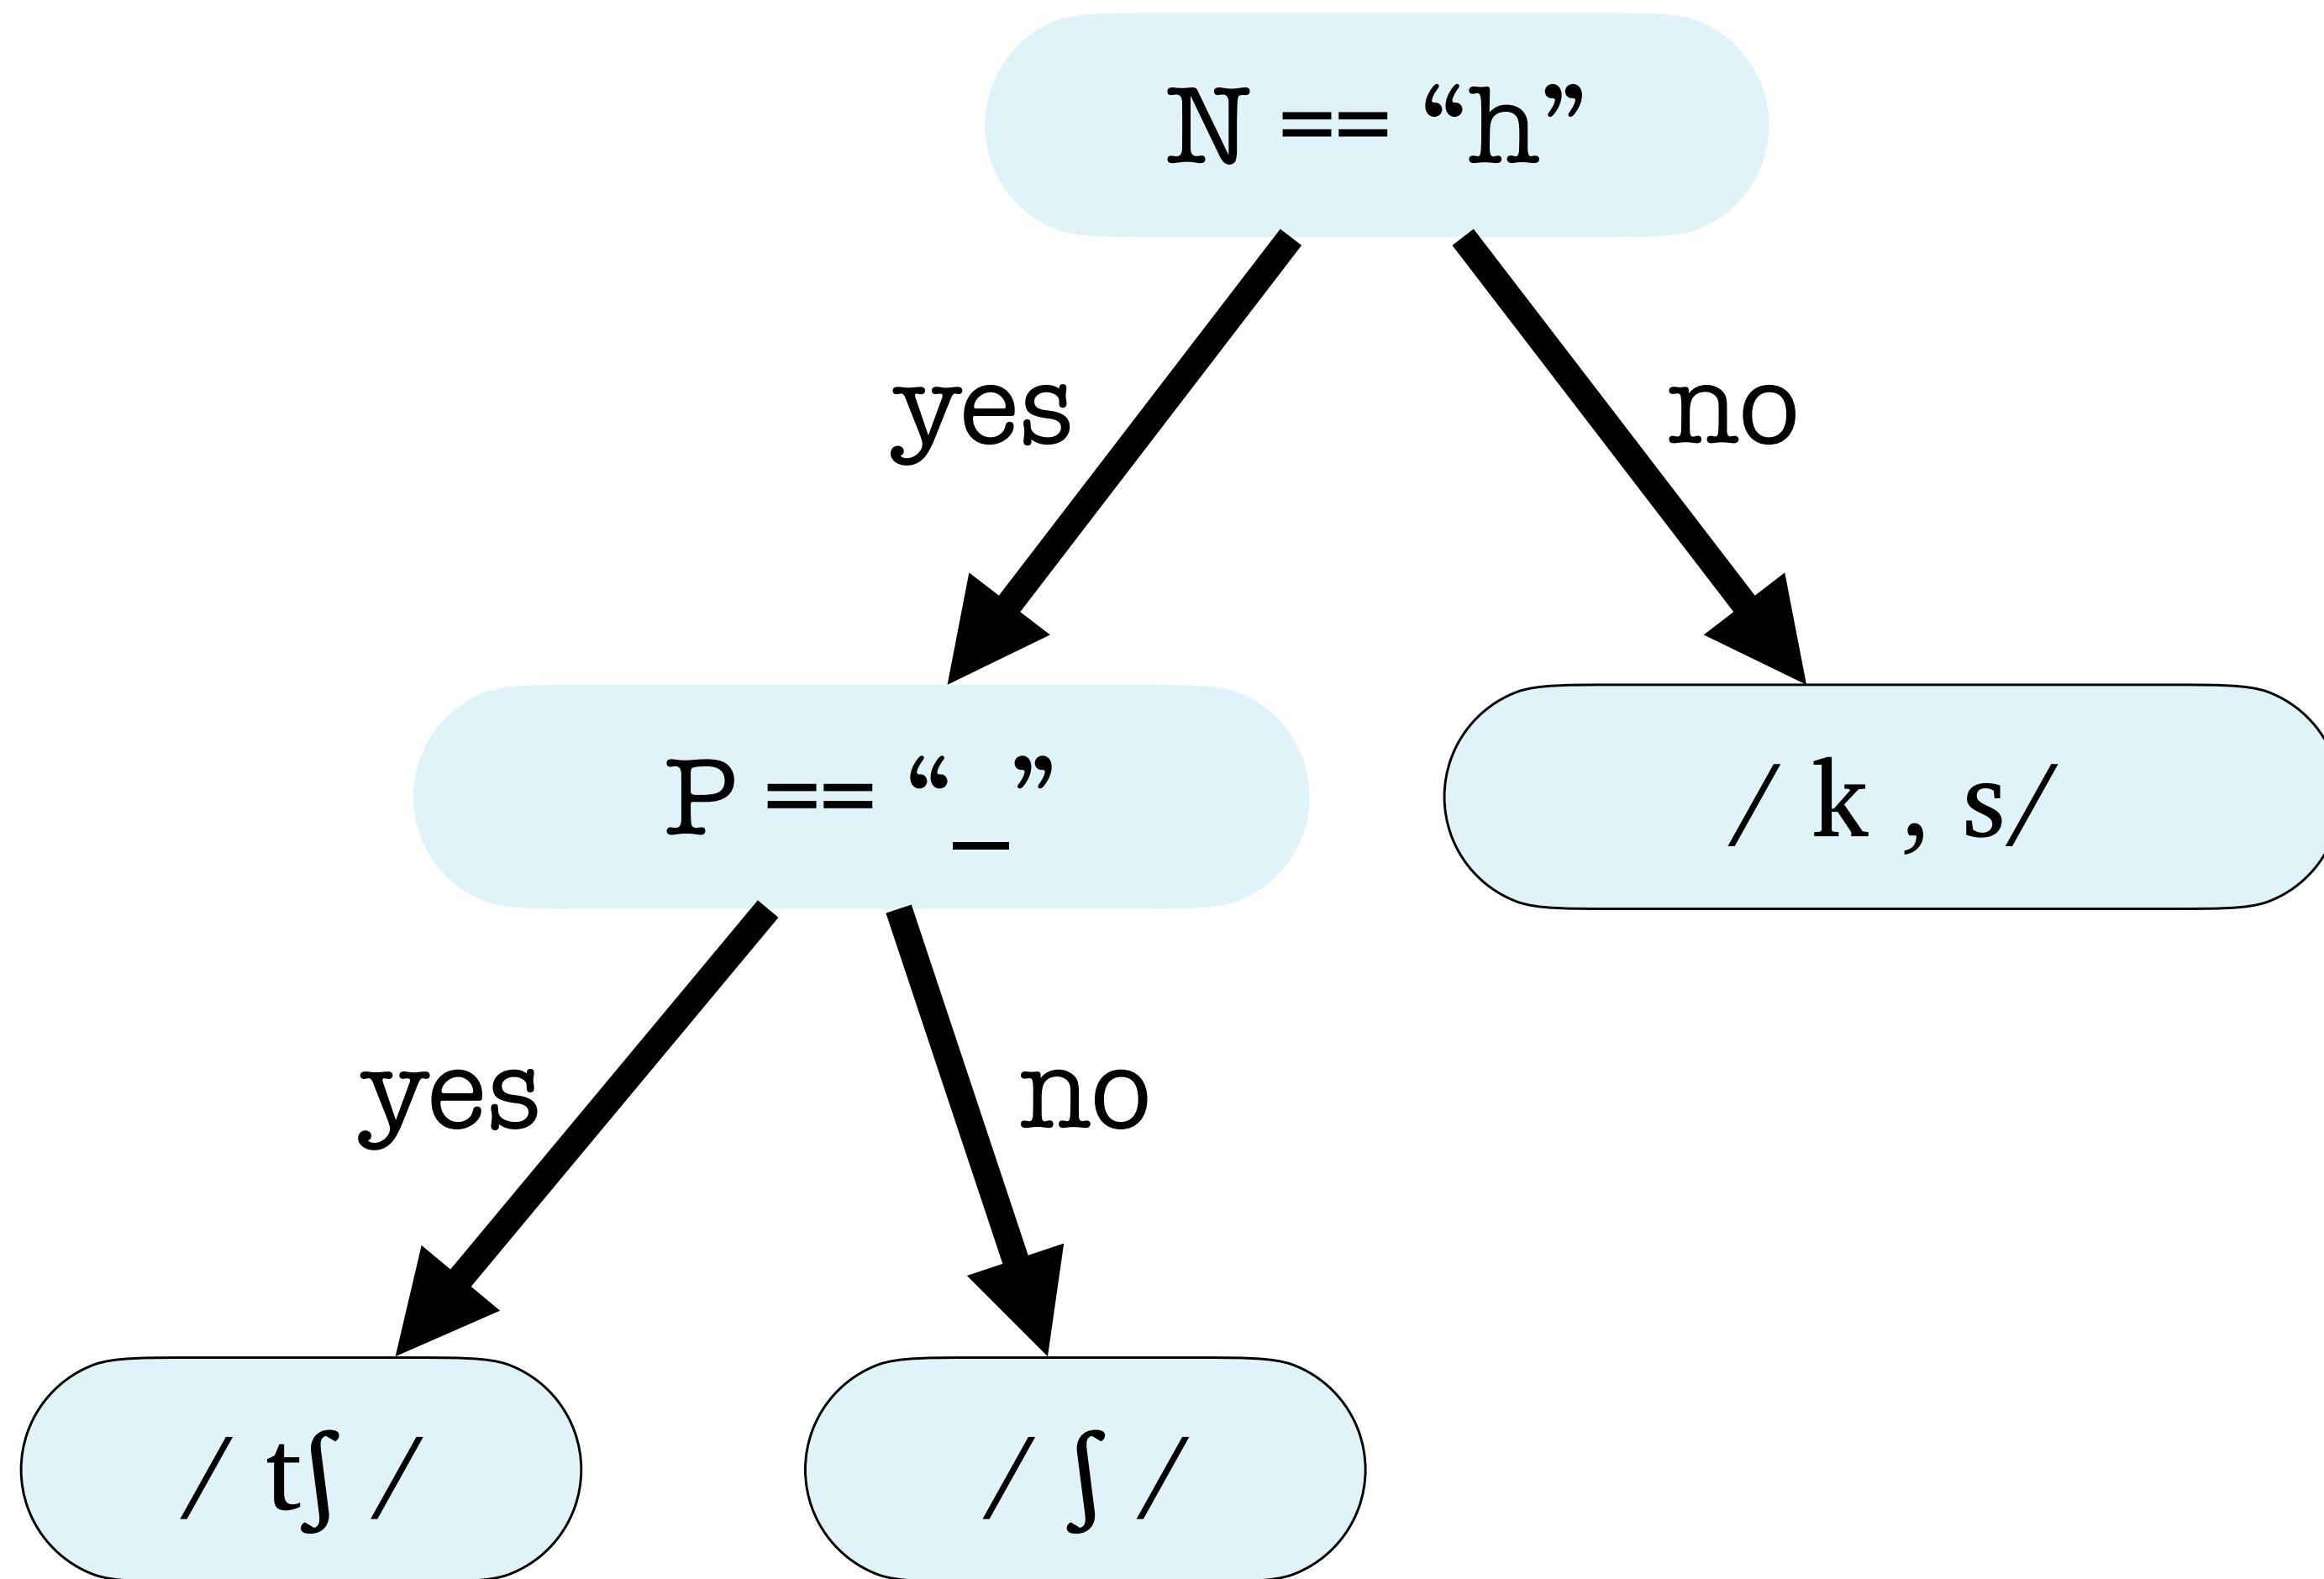 N == “h”
yes
no
P == “_”
/ k , s/
yes
no
/ tʃ /
/ ʃ /